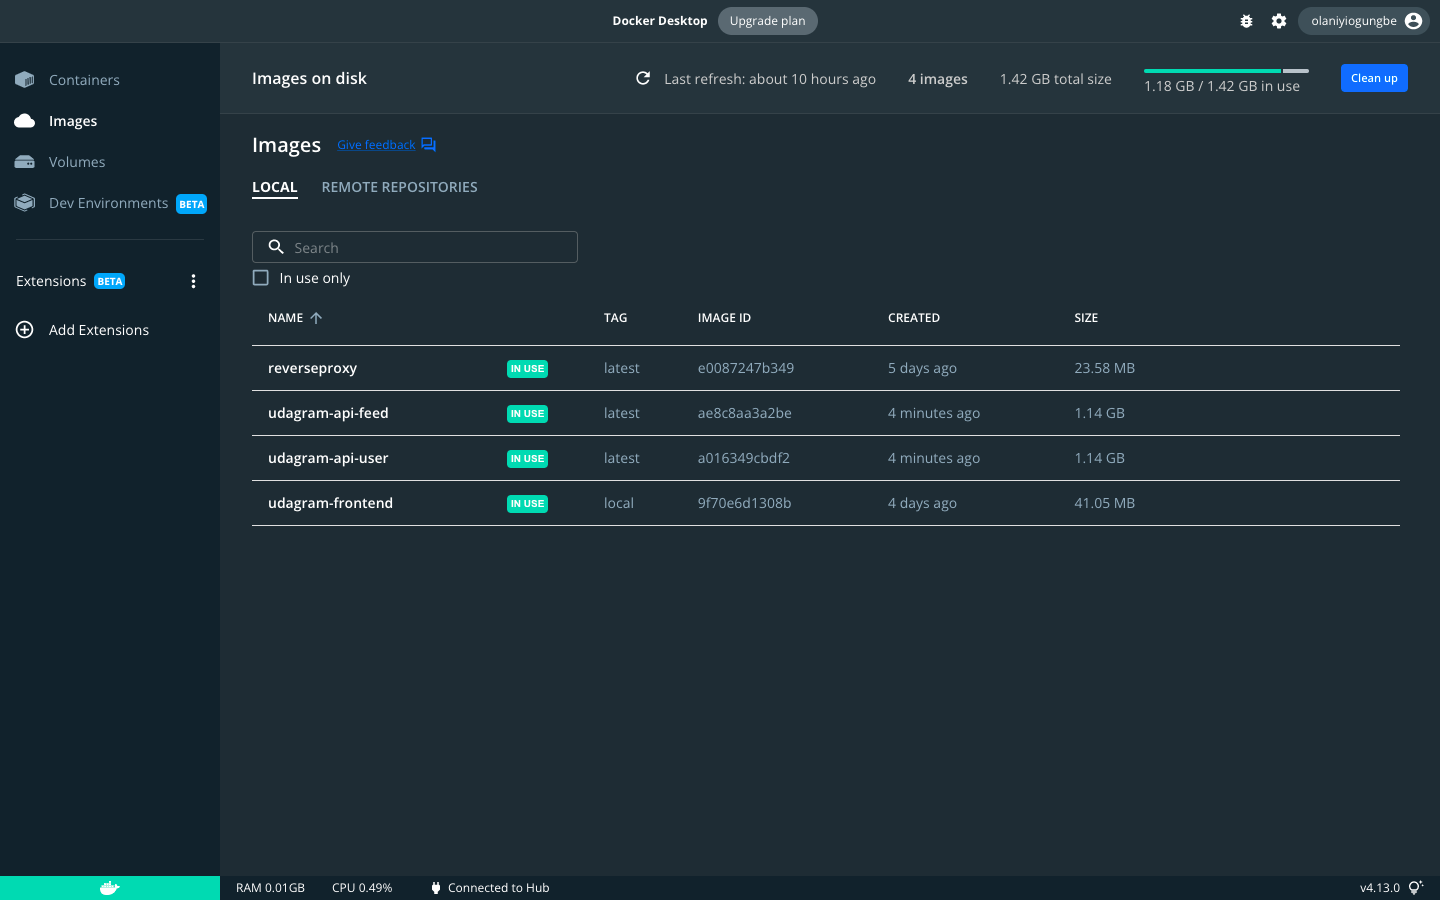 Docker Desktop Upgrade plan olaniyiogungbe
Containers
Images
Volumes
Dev Environments BETA
Extensions BETA
Add Extensions
Images on disk Last refresh: about 10 hours ago 4 images 1.42 GB total size 1.18 GB / 1.42 GB in use Clean up
Images Give feedback
LOCAL REMOTE REPOSITORIES
Search
In use only
NAME TAG IMAGE ID CREATED SIZE
reverseproxy IN USE latest e0087247b349 5 days ago 23.58 MB
udagram-api-feed IN USE latest ae8c8aa3a2be 4 minutes ago 1.14 GB
udagram-api-user IN USE latest a016349cbdf2 4 minutes ago 1.14 GB
udagram-frontend IN USE local 9f70e6d1308b 4 days ago 41.05 MB
RAM 0.01GB CPU 0.49% Connected to Hub v4.13.0